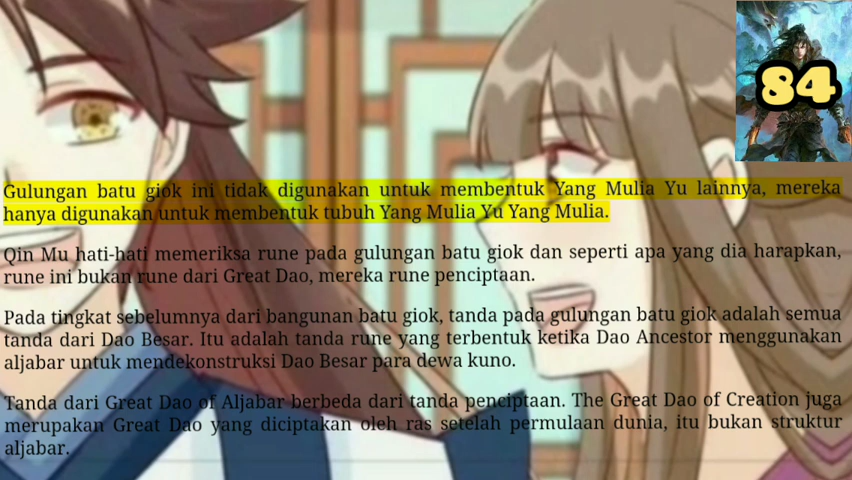 84
Gulungan batu giok ini tidak digunakan untuk membentuk Yang Mulia Yu lainnya, mereka
hanya digunakan untuk membentuk tubuh Yang Mulia Yu Yang Mulia.
Qin Mu hati-hati memeriksa rune pada gulungan batu giok dan seperti apa yang dia harapkan,
rune ini bukan rune dari Great Dao, mereka rune penciptaan.
Pada tingkat sebelumnya dari bangunan batu giok, tanda pada gulungan batu giok adalah semua
tanda dari Dao Besar. Itu adalah tanda rune yang terbentuk ketika Dao Ancestor menggunakan
aljabar untuk mendekonstruksi Dao Besar para dewa kuno.
Tanda dari Great Dao of Aljabar berbeda dari tanda penciptaan. The Great Dao of Creation juga
merupakan Great Dao yang diciptakan oleh ras setelah permulaan dunia, itu bukan struktur
aljabar.